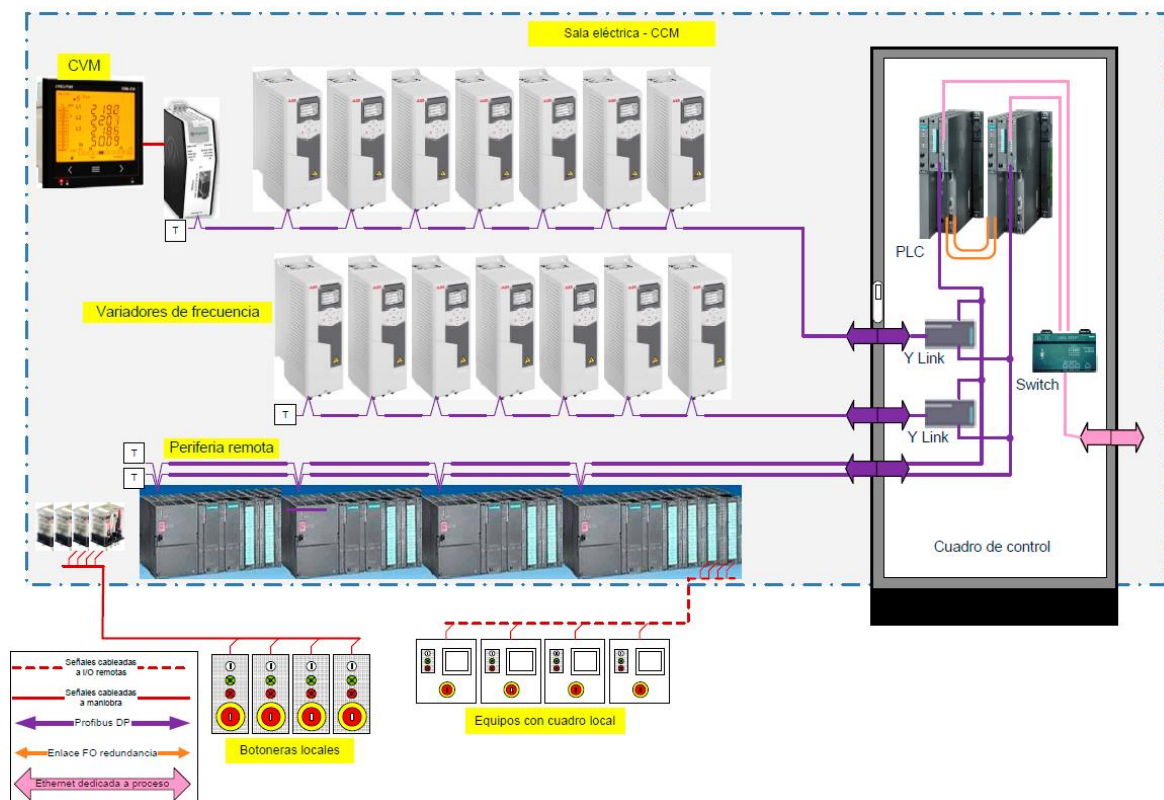 Sala eléctrica - CCM
CVM
T
Variadores de frecuencia
T
Periferia remota
T
T
PLC
Y Link
Y Link
Switch
Cuadro de control
Señales cableadas
a I/O remotas
Señales cableadas
a maniobra
Profibus DP
Enlace FO redundancia
Ethernet dedicada a proceso
Botoneras locales
Equipos con cuadro local